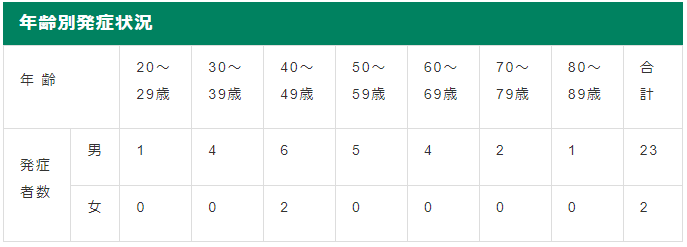 年齢別発症状況
年 齢 20～29歳 30～39歳 40～49歳 50～59歳 60～69歳 70～79歳 80～89歳 合計
発症者数 男 1 4 6 5 4 2 1 23
女 0 0 2 0 0 0 0 2